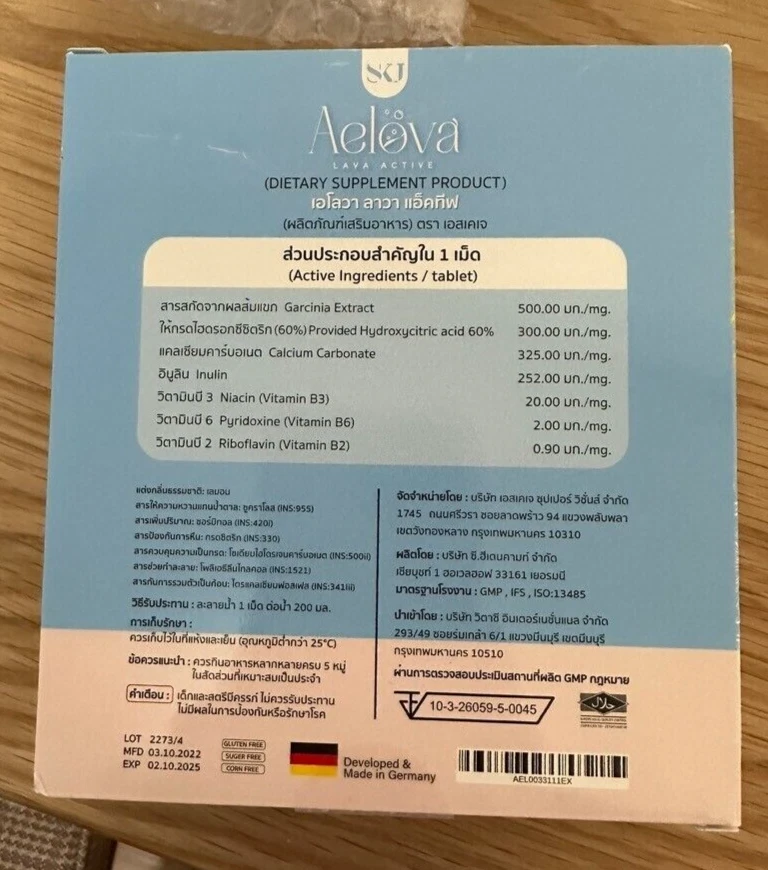 SKJ
Aelova
LAVA ACTIVE
(DIETARY SUPPLEMENT PRODUCT)
เอโลวา ลาวา แอ็คทีฟ
(ผลิตภัณฑ์เสริมอาหาร) ตรา เอสเคเจ
ส่วนประกอบสำคัญใน 1 เม็ด
(Active Ingredients / tablet)
สารสกัดจากผลส้มแขก Garcinia Extract 500.00 มก./mg.
ให้กรดไฮดรอกซีซิตริก (60%) Provided Hydroxycitric acid 60% 300.00 มก./mg.
แคลเซียมคาร์บอเนต Calcium Carbonate 325.00 มก./mg.
อินูลิน Inulin 252.00 มก./mg.
วิตามินบี 3 Niacin (Vitamin B3) 20.00 มก./mg.
วิตามินบี 6 Pyridoxine (Vitamin B6) 2.00 มก./mg.
วิตามินบี 2 Riboflavin (Vitamin B2) 0.90 มก./mg.
แต่งกลิ่นธรรมชาติ: เลมอน
สารให้ความหวานแทนน้ำตาล: ซูคราโลส (INS:955)
สารเพิ่มปริมาณ: ซอร์บิทอล (INS:420i)
สารป้องกันการหืน: กรดซิตริก (INS:330)
สารควบคุมความเป็นกรด: โซเดียมไฮโดรเจนคาร์บอเนต (INS:500ii)
สารช่วยทำละลาย: โพลิเอธิลีนไกลคอล (INS:1521)
สารกันการรวมตัวเป็นก้อน: ไตรแคลเซียมฟอสเฟส (INS:341iii)
วิธีรับประทาน : ละลายน้ำ 1 เม็ด ต่อน้ำ 200 มล.
การเก็บรักษา :
ควรเก็บไว้ในที่แห้งและเย็น (อุณหภูมิต่ำกว่า 25°C)
ข้อควรแนะนำ : ควรกินอาหารหลากหลายครบ 5 หมู่
ในสัดส่วนที่เหมาะสมเป็นประจำ
คำเตือน : เด็กและสตรีมีครรภ์ ไม่ควรรับประทาน
ไม่มีผลในการป้องกันหรือรักษาโรค
จัดจำหน่ายโดย : บริษัท เอสเคเจ ซุปเปอร์ วิชั่นส์ จำกัด
1745 ถนนศรีวรา ซอยลาดพร้าว 94 แขวงพลับพลา
เขตวังทองหลาง กรุงเทพมหานคร 10310
ผลิตโดย : บริษัท ซี.ฮีเดนคามท์ จำกัด
เชียบุชท์ 1 ฮอเวลฮอฟ 33161 เยอรมนี
มาตรฐานโรงงาน : GMP , IFS , ISO:13485
นำเข้าโดย : บริษัท วิตาชี อินเตอร์เนชั่นแนล จำกัด
293/49 ซอยร่มเกล้า 6/1 แขวงมีนบุรี เขตมีนบุรี
กรุงเทพมหานคร 10510
ผ่านการตรวจสอบประเมินสถานที่ผลิต GMP กฎหมาย
10-3-26059-5-0045
حلال
LOT 2273/4
MFD 03.10.2022
EXP 02.10.2025
GLUTEN FREE
SUGER FREE
CORN FREE
Developed &
Made in Germany
AEL0033111EX